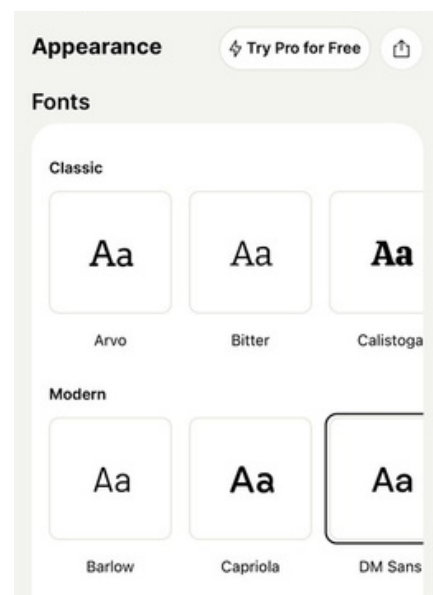 Appearance
Try Pro for Free
Fonts
Classic
Aa Aa Aa
Arvo Bitter Calistoga
Modern
Aa Aa Aa
Barlow Capriola DM Sans